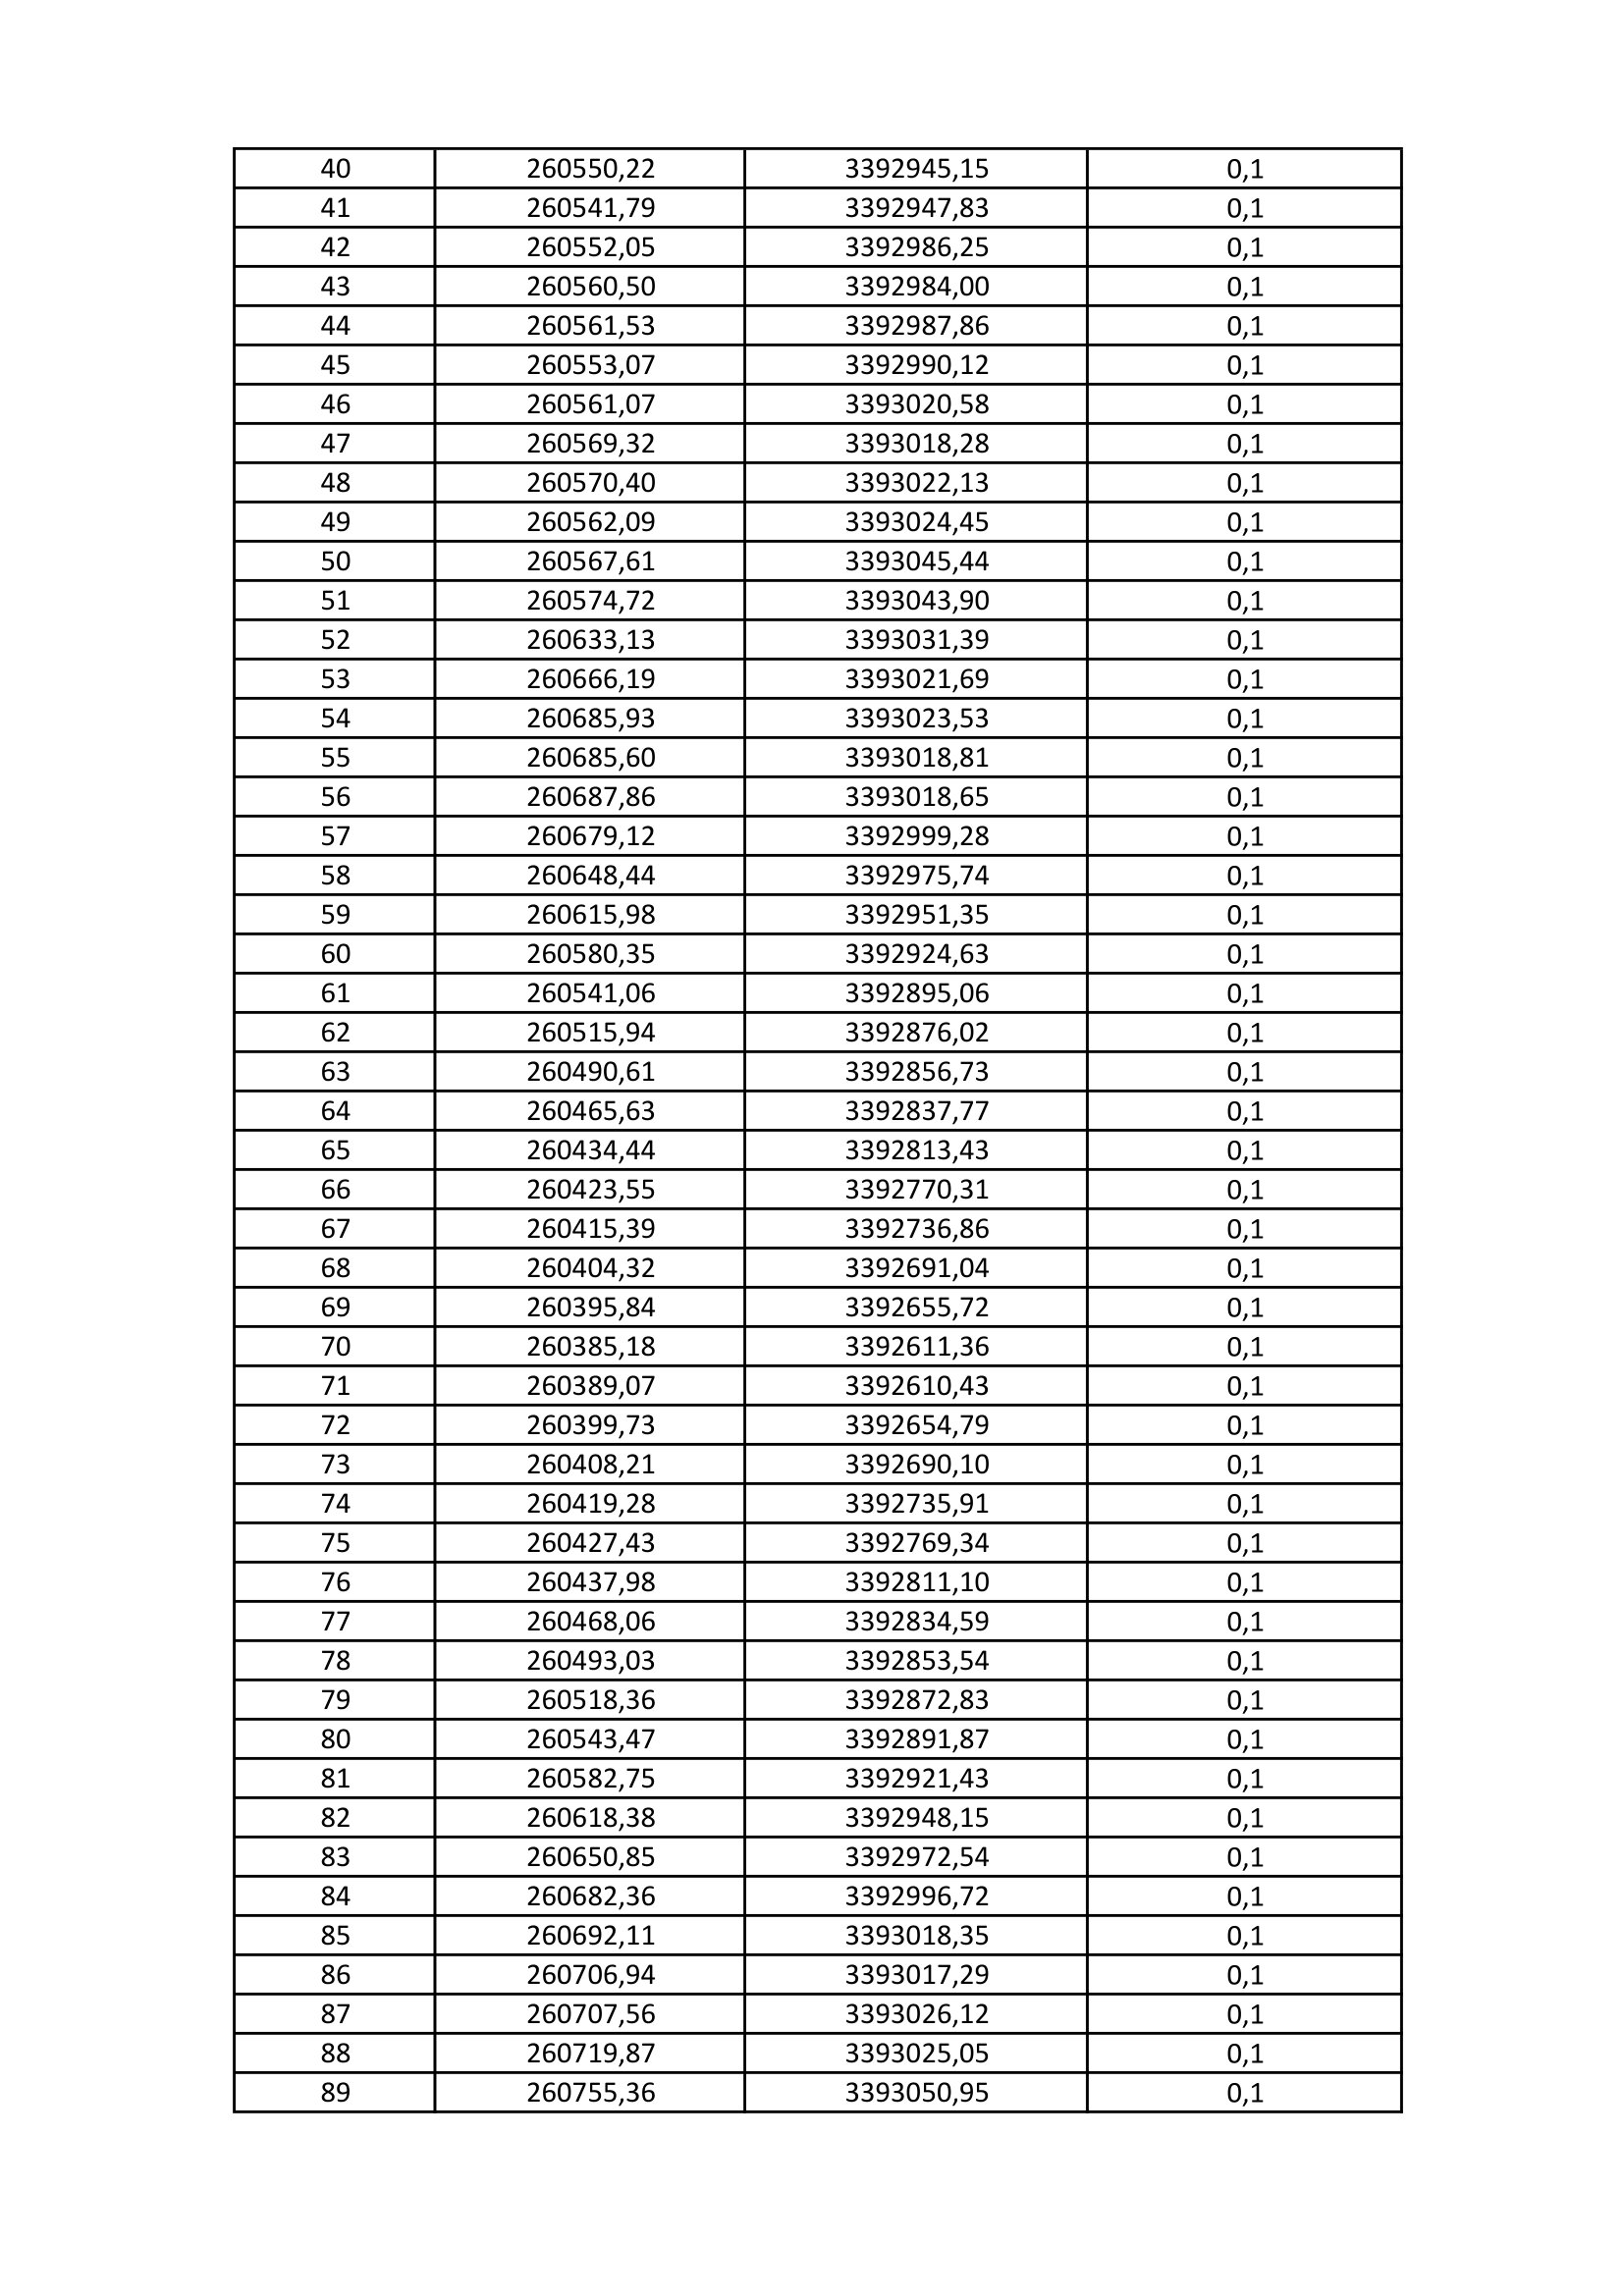 40 260550,22 3392945,15 0,1
41 260541,79 3392947,83 0,1
42 260552,05 3392986,25 0,1
43 260560,50 3392984,00 0,1
44 260561,53 3392987,86 0,1
45 260553,07 3392990,12 0,1
46 260561,07 3393020,58 0,1
47 260569,32 3393018,28 0,1
48 260570,40 3393022,13 0,1
49 260562,09 3393024,45 0,1
50 260567,61 3393045,44 0,1
51 260574,72 3393043,90 0,1
52 260633,13 3393031,39 0,1
53 260666,19 3393021,69 0,1
54 260685,93 3393023,53 0,1
55 260685,60 3393018,81 0,1
56 260687,86 3393018,65 0,1
57 260679,12 3392999,28 0,1
58 260648,44 3392975,74 0,1
59 260615,98 3392951,35 0,1
60 260580,35 3392924,63 0,1
61 260541,06 3392895,06 0,1
62 260515,94 3392876,02 0,1
63 260490,61 3392856,73 0,1
64 260465,63 3392837,77 0,1
65 260434,44 3392813,43 0,1
66 260423,55 3392770,31 0,1
67 260415,39 3392736,86 0,1
68 260404,32 3392691,04 0,1
69 260395,84 3392655,72 0,1
70 260385,18 3392611,36 0,1
71 260389,07 3392610,43 0,1
72 260399,73 3392654,79 0,1
73 260408,21 3392690,10 0,1
74 260419,28 3392735,91 0,1
75 260427,43 3392769,34 0,1
76 260437,98 3392811,10 0,1
77 260468,06 3392834,59 0,1
78 260493,03 3392853,54 0,1
79 260518,36 3392872,83 0,1
80 260543,47 3392891,87 0,1
81 260582,75 3392921,43 0,1
82 260618,38 3392948,15 0,1
83 260650,85 3392972,54 0,1
84 260682,36 3392996,72 0,1
85 260692,11 3393018,35 0,1
86 260706,94 3393017,29 0,1
87 260707,56 3393026,12 0,1
88 260719,87 3393025,05 0,1
89 260755,36 3393050,95 0,1